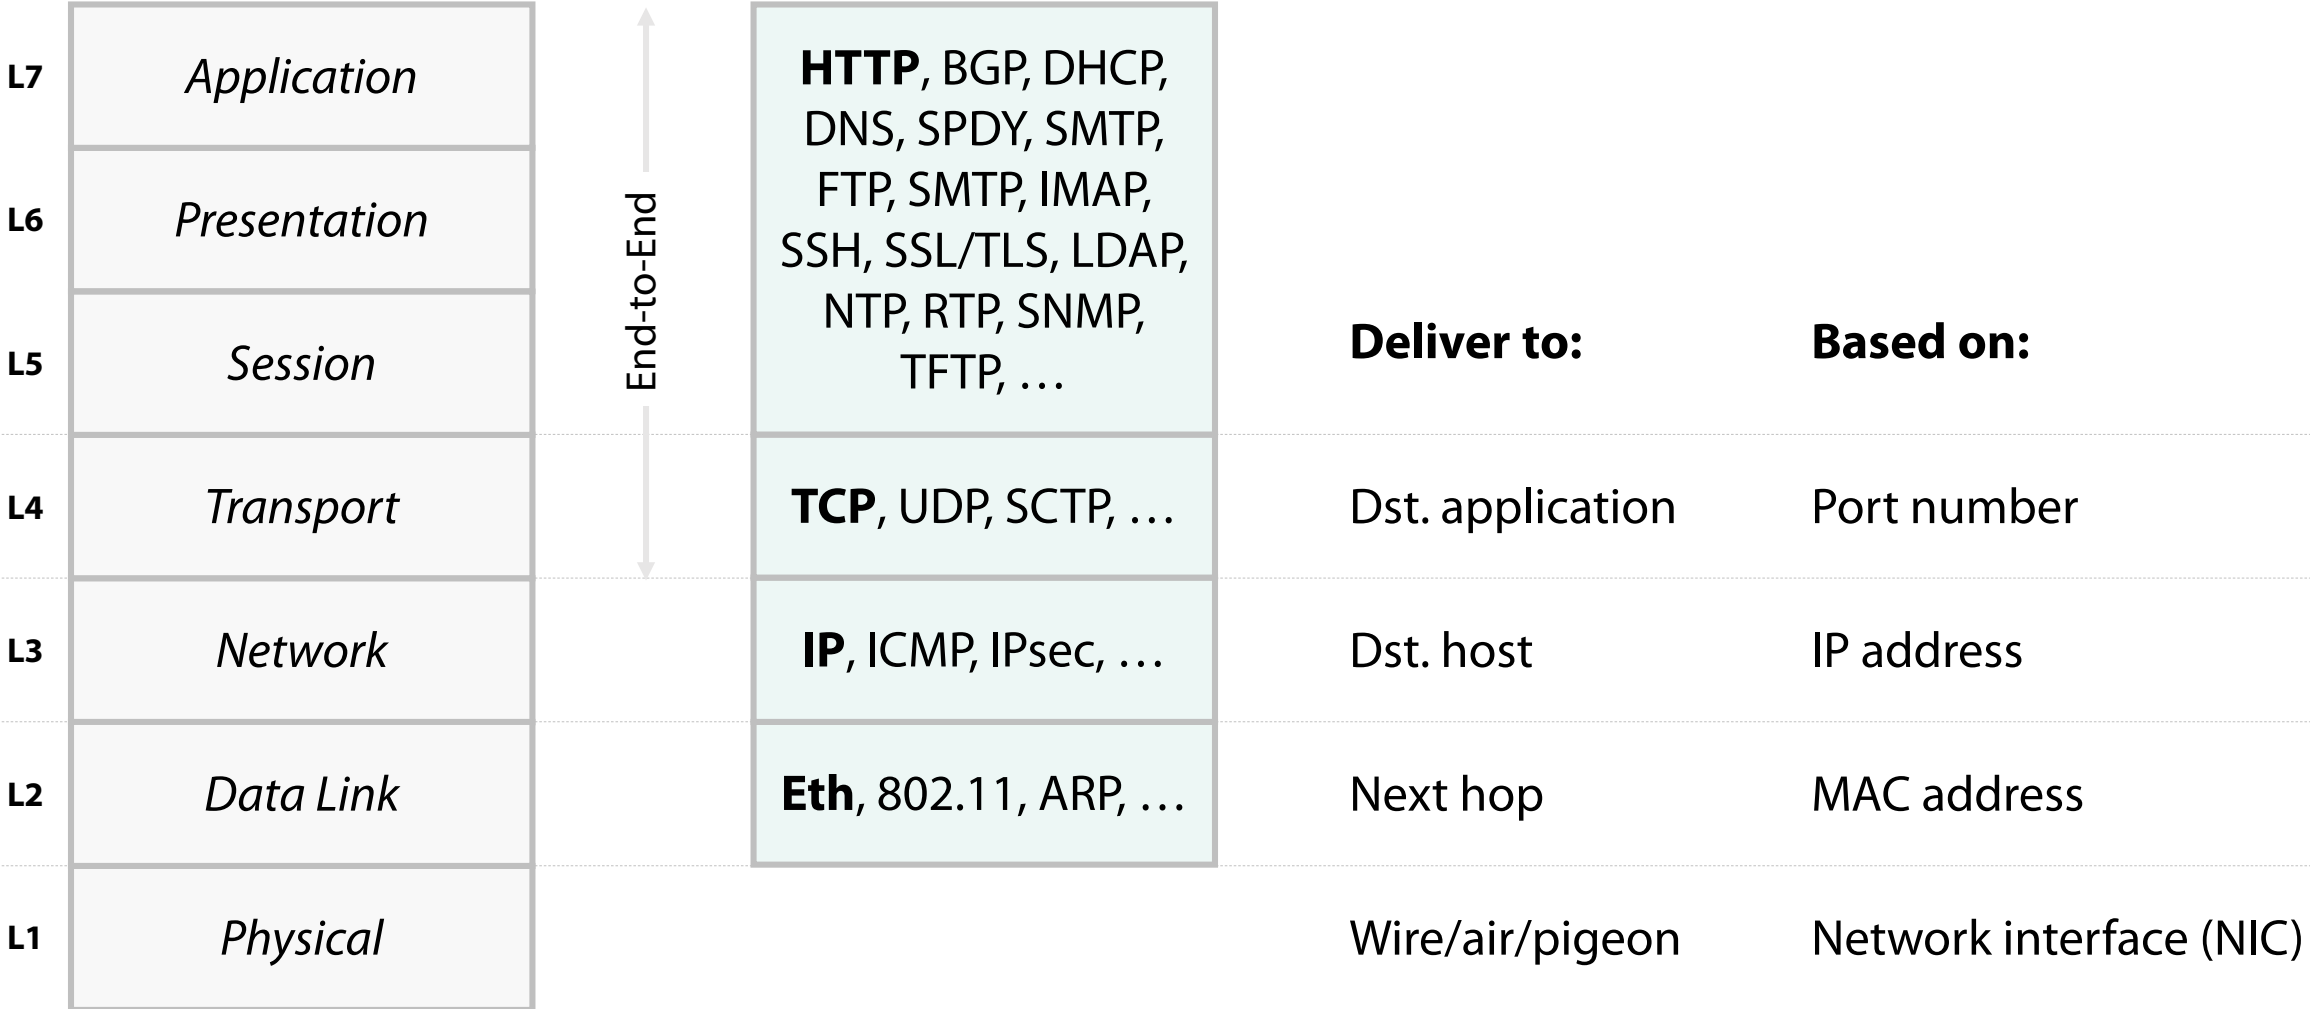 L7
Application
L6
Presentation
L5
Session
L4
Transport
L3
Network
L2
Data Link
L1
Physical
End-to-End
HTTP, BGP, DHCP,
DNS, SPDY, SMTP,
FTP, SMTP, IMAP,
SSH, SSL/TLS, LDAP,
NTP, RTP, SNMP,
TFTP, …
TCP, UDP, SCTP, …
IP, ICMP, IPsec, …
Eth, 802.11, ARP, …
Deliver to:
Dst. application
Dst. host
Next hop
Wire/air/pigeon
Based on:
Port number
IP address
MAC address
Network interface (NIC)